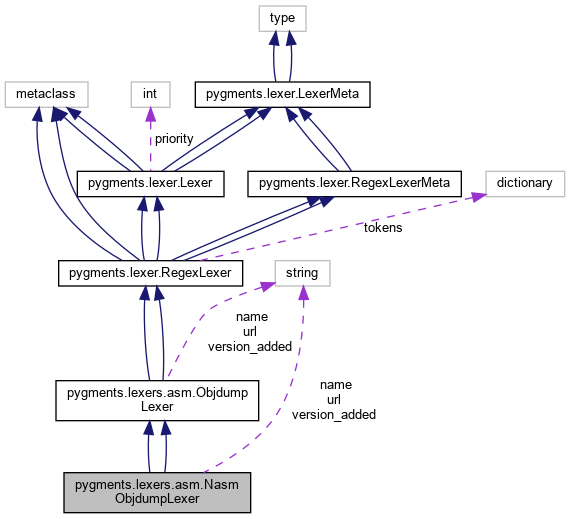 type
metaclass
int
pygments.lexer.LexerMeta
priority
pygments.lexer.Lexer
pygments.lexer.RegexLexerMeta
dictionary
tokens
pygments.lexer.RegexLexer
string
name
url
version_added
pygments.lexers.asm.Objdump
Lexer
name
url
version_added
pygments.lexers.asm.Nasm
ObjdumpLexer